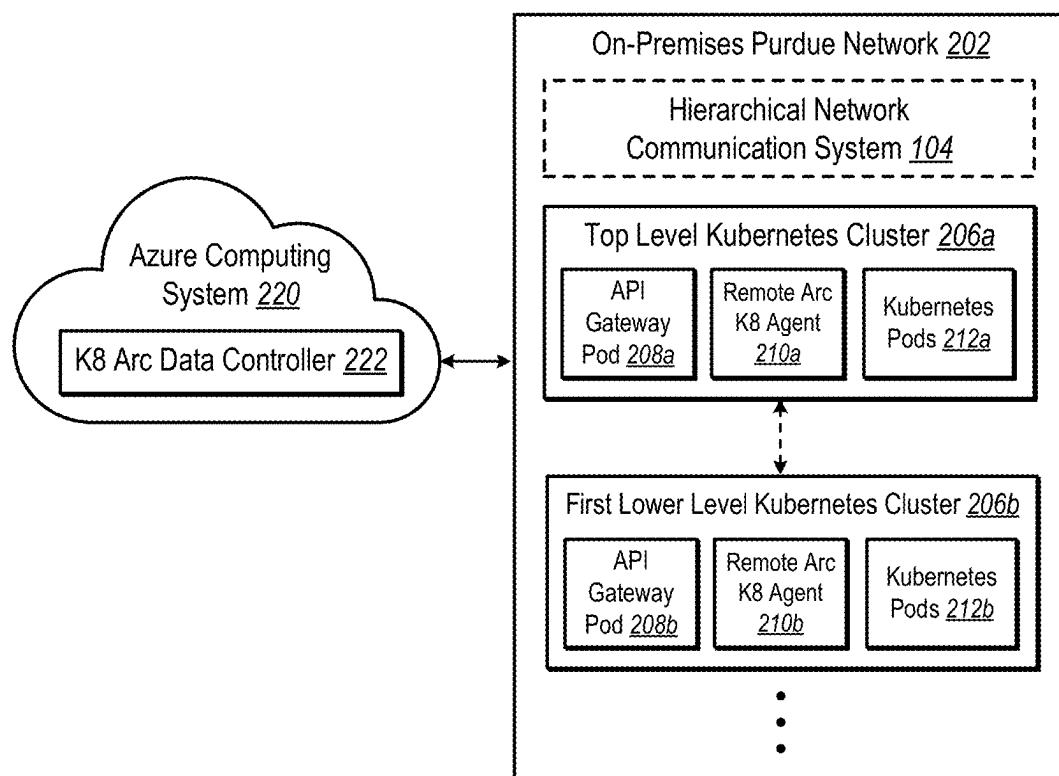 On-Premises Purdue Network 202
Hierarchical Network
Communication System 104
Azure Computing
System 220
K8 Arc Data Controller 222
Top Level Kubernetes Cluster 206a
API
Gateway
Pod 208a
Remote Arc
K8 Agent
210a
Kubernetes
Pods 212a
First Lower Level Kubernetes Cluster 206b
API
Gateway
Pod 208b
Remote Arc
K8 Agent
210b
Kubernetes
Pods 212b